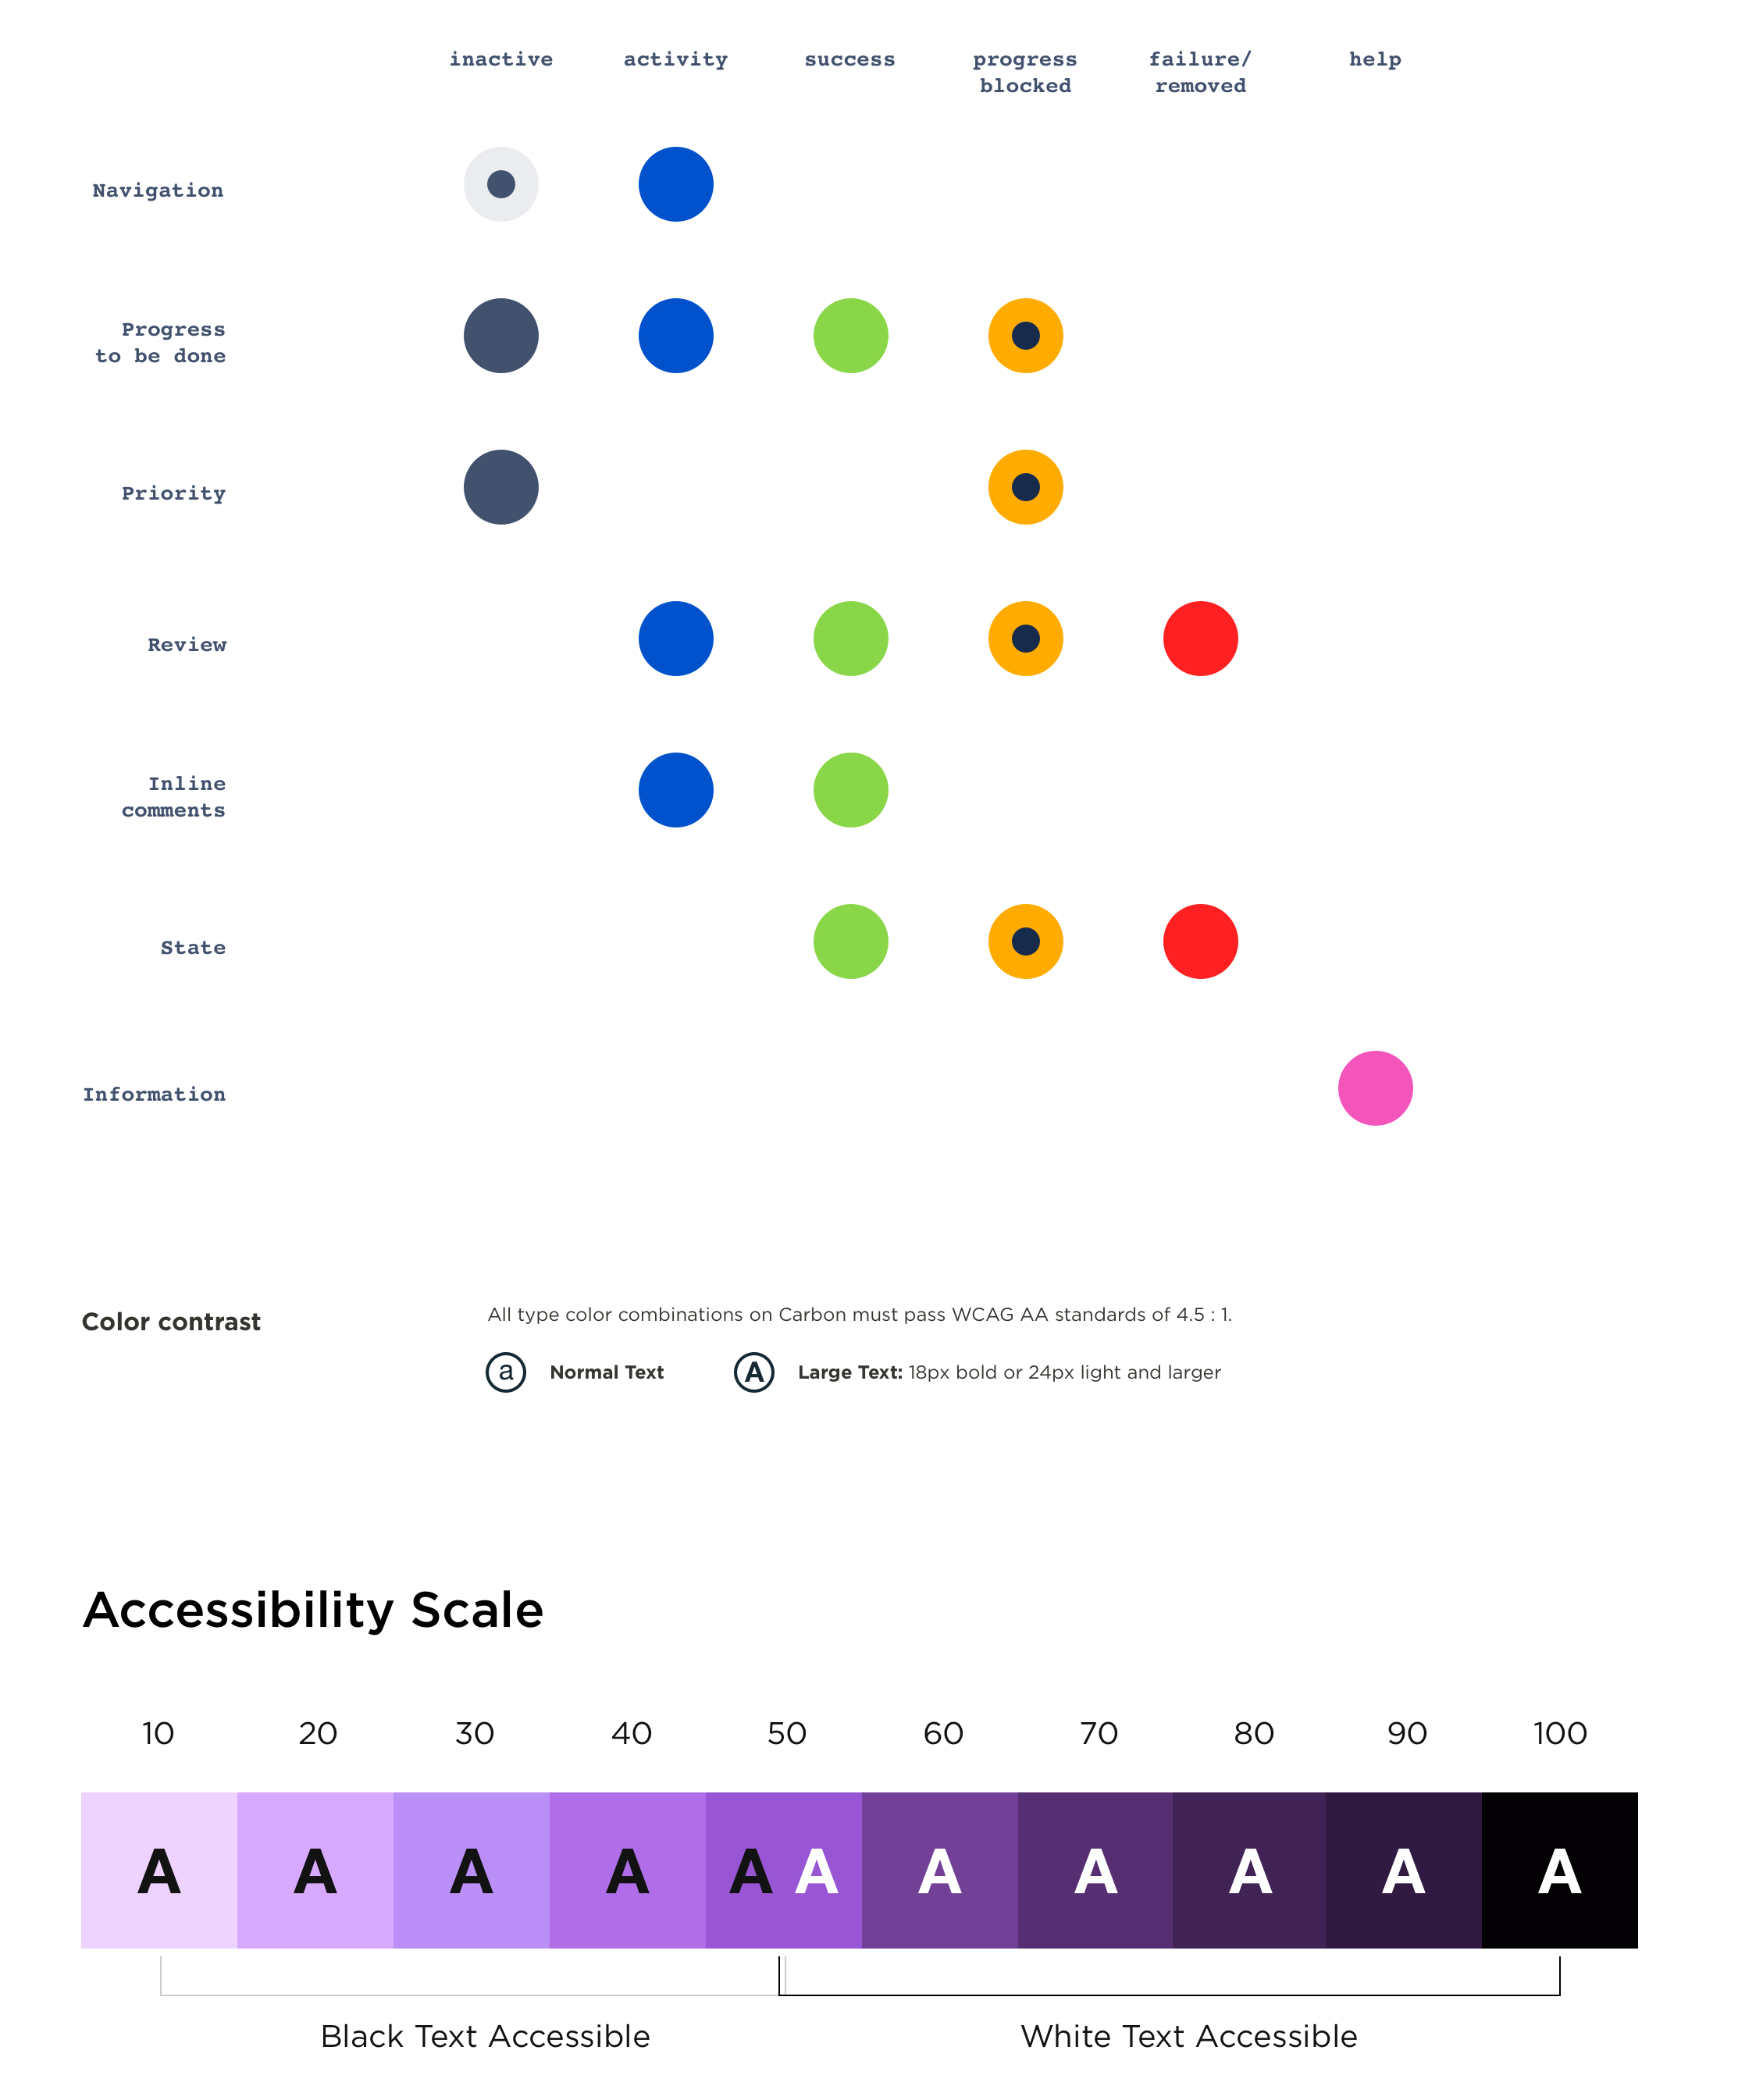 inactive activity success progress blocked failure/ removed help
Navigation
Progress
to be done
Priority
Review
Inline
comments
State
Information
Color contrast
All type color combinations on Carbon must pass WCAG AA standards of 4.5 : 1.
a Normal Text A Large Text: 18px bold or 24px light and larger
Accessibility Scale
10 20 30 40 50 60 70 80 90 100
A A A A A A A A A A A
Black Text Accessible White Text Accessible